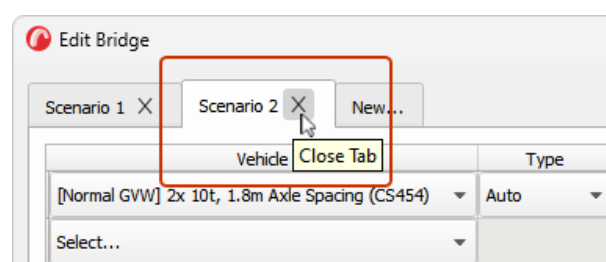 Edit Bridge
Scenario 1 X Scenario 2 X New...
Vehicle Close Tab Type
[Normal GVW] 2x 10t, 1.8m Axle Spacing (CS454) Auto
Select...